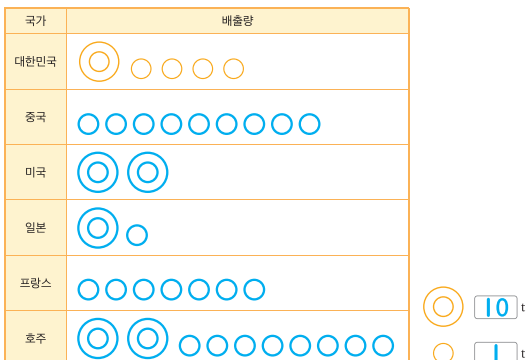 국가 배출량
대한민국
중국
미국
일본
프랑스
호주
10 t
1 t